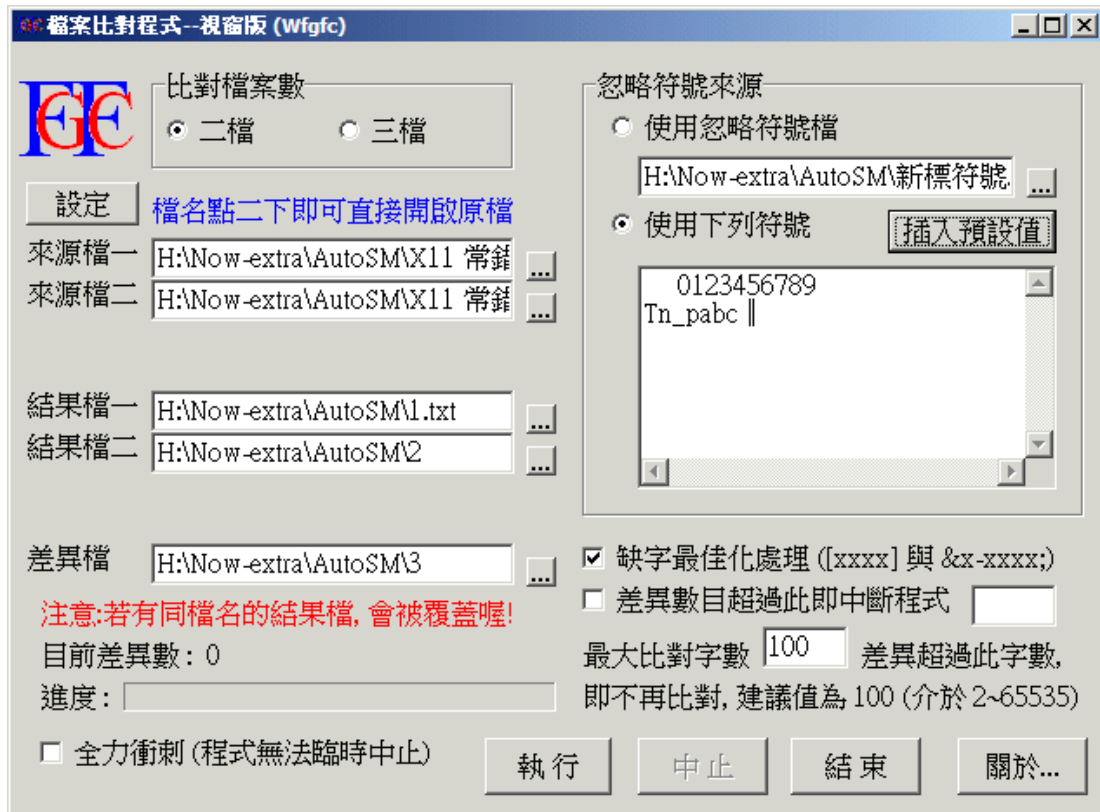 檔案比對程式--視窗版 (Wfgfc)
FGFC
比對檔案數
二檔
三檔
設定
檔名點二下即可直接開啟原檔
來源檔一 H:\Now-extra\AutoSM\X11 常錯 ...
來源檔二 H:\Now-extra\AutoSM\X11 常錯 ...
結果檔一 H:\Now-extra\AutoSM\1.txt ...
結果檔二 H:\Now-extra\AutoSM\2 ...
差異檔 H:\Now-extra\AutoSM\3 ...
注意:若有同檔名的結果檔, 會被覆蓋喔!
目前差異數: 0
進度:
全力衝刺 (程式無法臨時中止)
忽略符號來源
使用忽略符號檔
H:\Now-extra\AutoSM\新標符號. ...
使用下列符號 插入預設值
0123456789
Tn_pabc ‖
缺字最佳化處理 ([xxxx] 與 &x-xxxx;)
差異數目超過此即中斷程式
最大比對字數 100 差異超過此字數,
即不再比對, 建議值為 100 (介於 2~65535)
執行 中止 結束 關於...